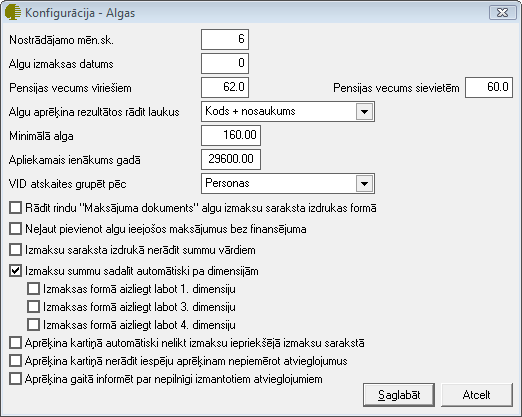 Konfigurācija - Algas
Nostrādājamo mēn.sk. 6
Algu izmaksas datums 0
Pensijas vecums vīriešiem 62.0 Pensijas vecums sievietēm 60.0
Algu aprēķina rezultātos rādīt laukus Kods + nosaukums
Minimālā alga 160.00
Apliekamais ienākums gadā 29600.00
VID atskaites grupēt pēc Personas
Rādīt rindu "Maksājuma dokuments" algu izmaksu saraksta izdrukas formā
Neļaut pievienot algu ieejošos maksājumus bez finansējuma
Izmaksu saraksta izdrukā nerādīt summu vārdiem
Izmaksu summu sadalīt automātiski pa dimensijām
Izmaksas formā aizliegt labot 1. dimensiju
Izmaksas formā aizliegt labot 3. dimensiju
Izmaksas formā aizliegt labot 4. dimensiju
Aprēķina kartiņā automātiski nelikt izmaksu iepriekšējā izmaksu sarakstā
Aprēķina kartiņā nerādīt iespēju aprēķinam nepiemērot atvieglojumus
Aprēķina gaitā informēt par nepilnīgi izmantotiem atvieglojumiem
Saglabāt Atcelt